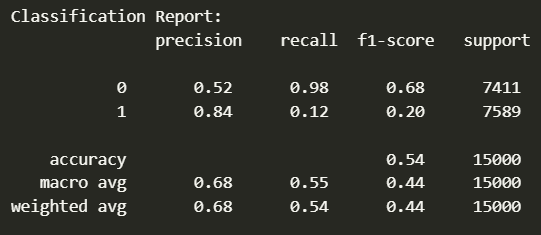 Classification Report:
precision recall f1-score support
0 0.52 0.98 0.68 7411
1 0.84 0.12 0.20 7589
accuracy 0.54 15000
macro avg 0.68 0.55 0.44 15000
weighted avg 0.68 0.54 0.44 15000